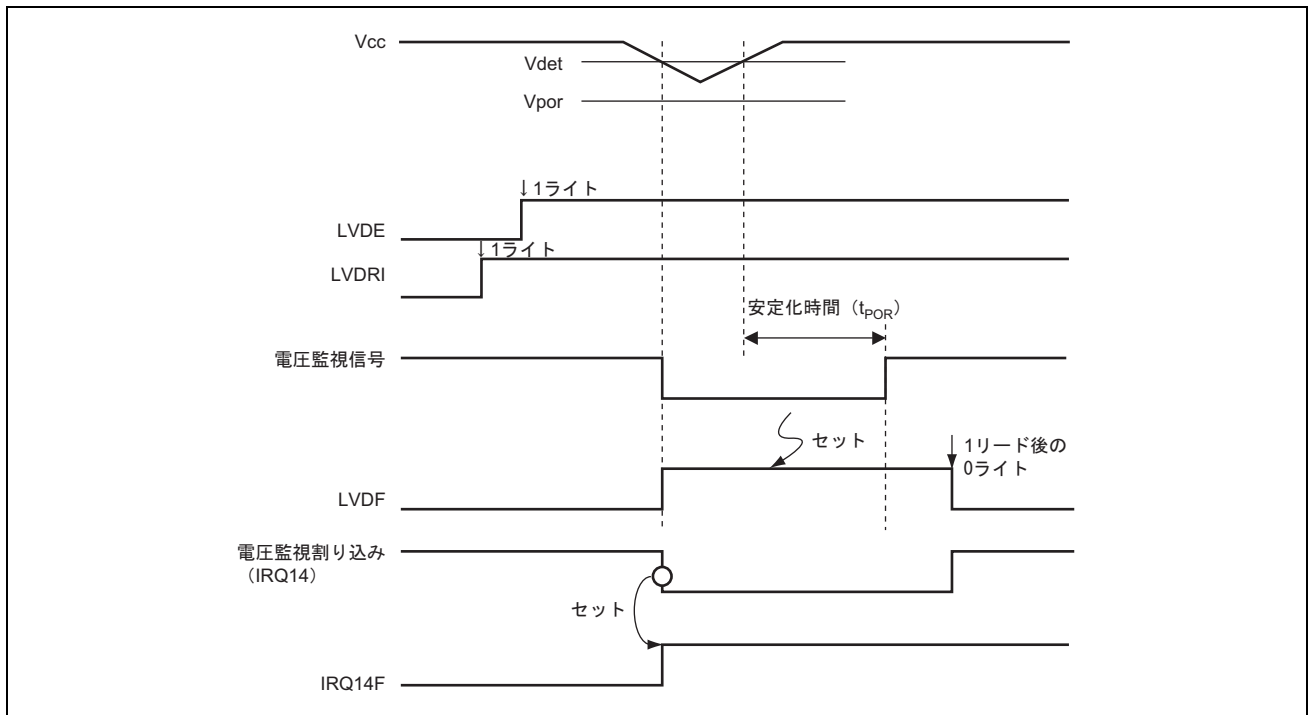 Vcc
Vdet
Vpor
↓1ライト
LVDE
↓1ライト
LVDRI
安定化時間（tPOR）
電圧監視信号
セット
1リード後の
0ライト
LVDF
電圧監視割り込み
（IRQ14）
セット
IRQ14F